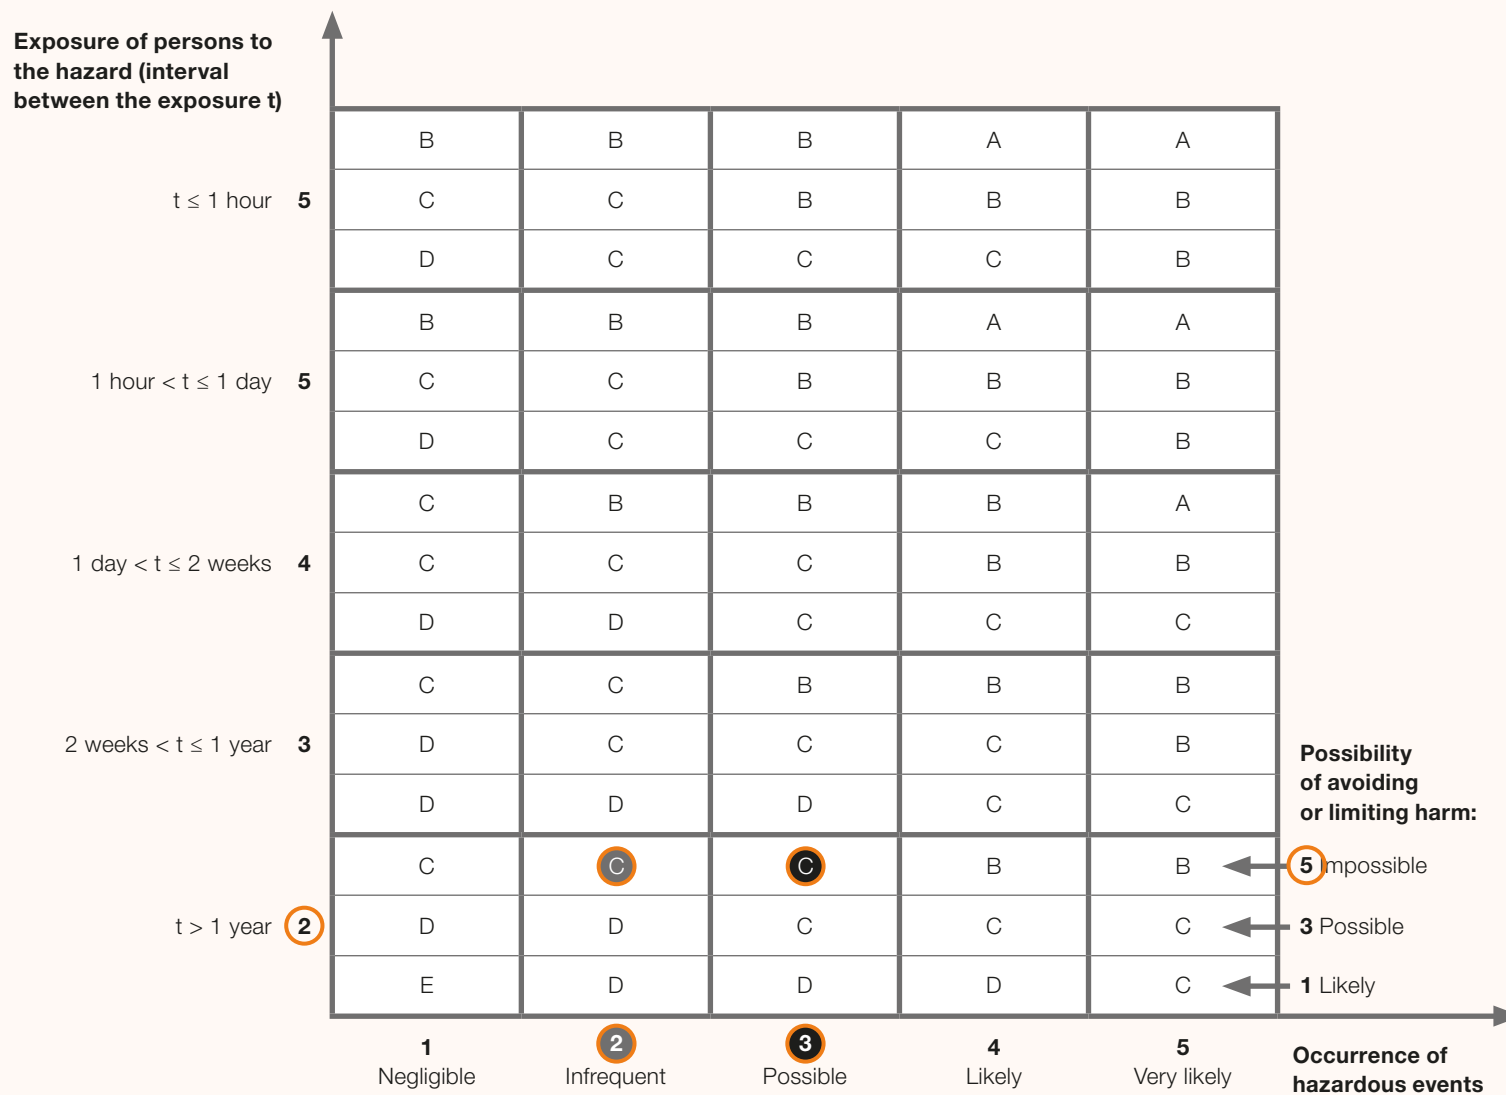 Exposure of persons to
the hazard (interval
between the exposure t)
B B B A A
t ≤ 1 hour 5 C C B B B
D C C C B
B B B A A
1 hour < t ≤ 1 day 5 C C B B B
D C C C B
C B B B A
1 day < t ≤ 2 weeks 4 C C C B B
D D C C C
C C B B B
2 weeks < t ≤ 1 year 3 D C C C B
D D D C C
Possibility
of avoiding
or limiting harm:
C C C B B 5 Impossible
t > 1 year 2 D D C C C 3 Possible
E D D D C 1 Likely
1 2 3 4 5
Negligible Infrequent Possible Likely Very likely
Occurrence of
hazardous events